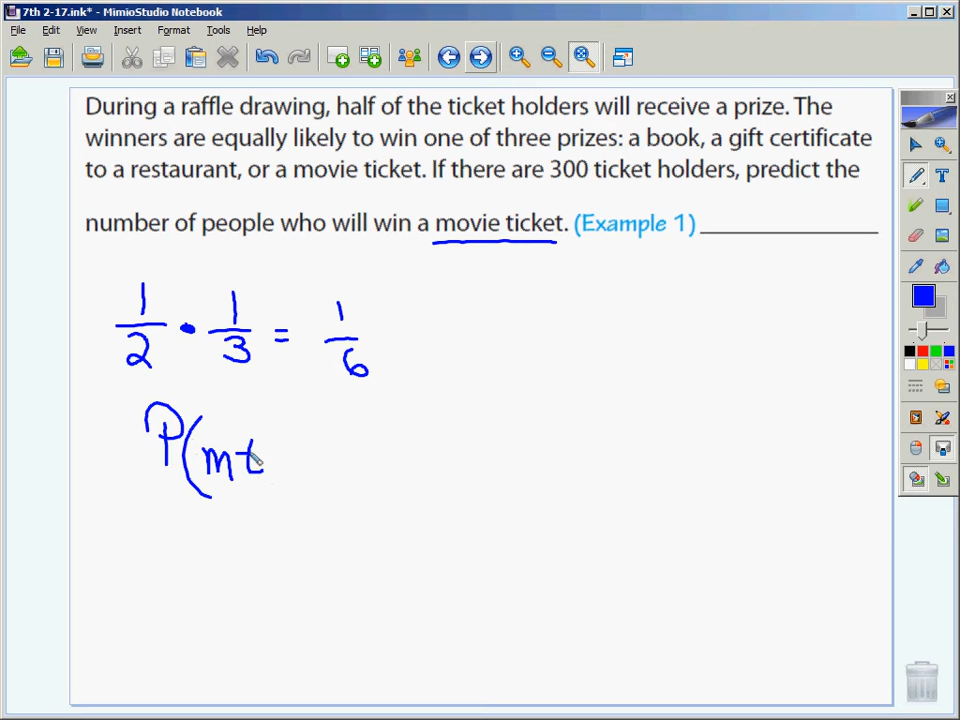 7th 2-17.ink* - MimioStudio Notebook
File Edit View Insert Format Tools Help
During a raffle drawing, half of the ticket holders will receive a prize. The
winners are equally likely to win one of three prizes: a book, a gift certificate
to a restaurant, or a movie ticket. If there are 300 ticket holders, predict the
number of people who will win a movie ticket. (Example 1)
1/2 • 1/3 = 1/6
P(mt